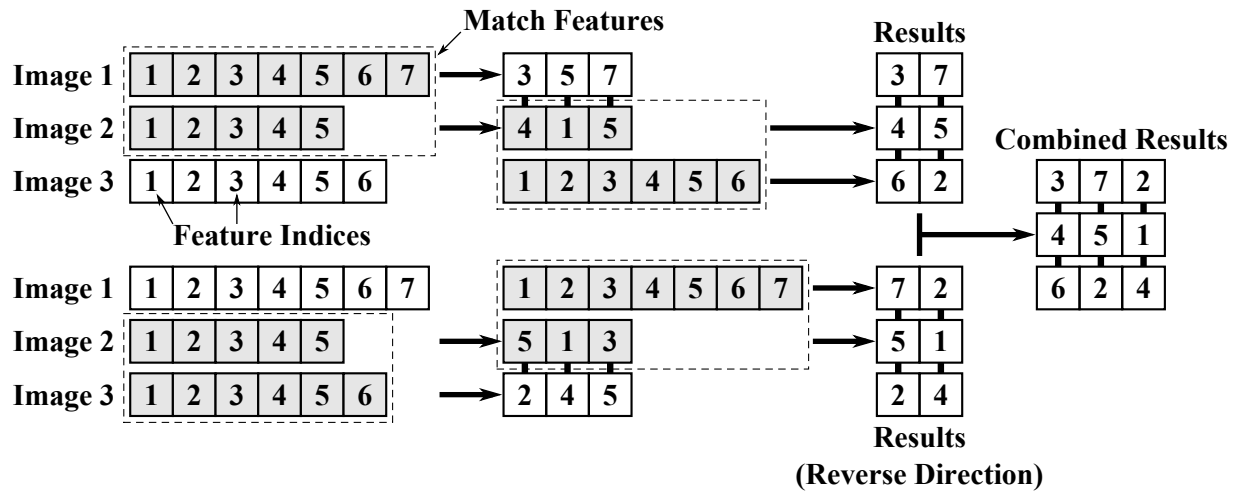 Match Features
Results
Image 1 1 2 3 4 5 6 7 3 5 7 3 7
Image 2 1 2 3 4 5 4 1 5 4 5
Combined Results
Image 3 1 2 3 4 5 6 1 2 3 4 5 6 6 2
3 7 2
Feature Indices
4 5 1
6 2 4
Image 1 1 2 3 4 5 6 7 1 2 3 4 5 6 7 7 2
Image 2 1 2 3 4 5 5 1 3 5 1
Image 3 1 2 3 4 5 6 2 4 5 2 4
Results
(Reverse Direction)